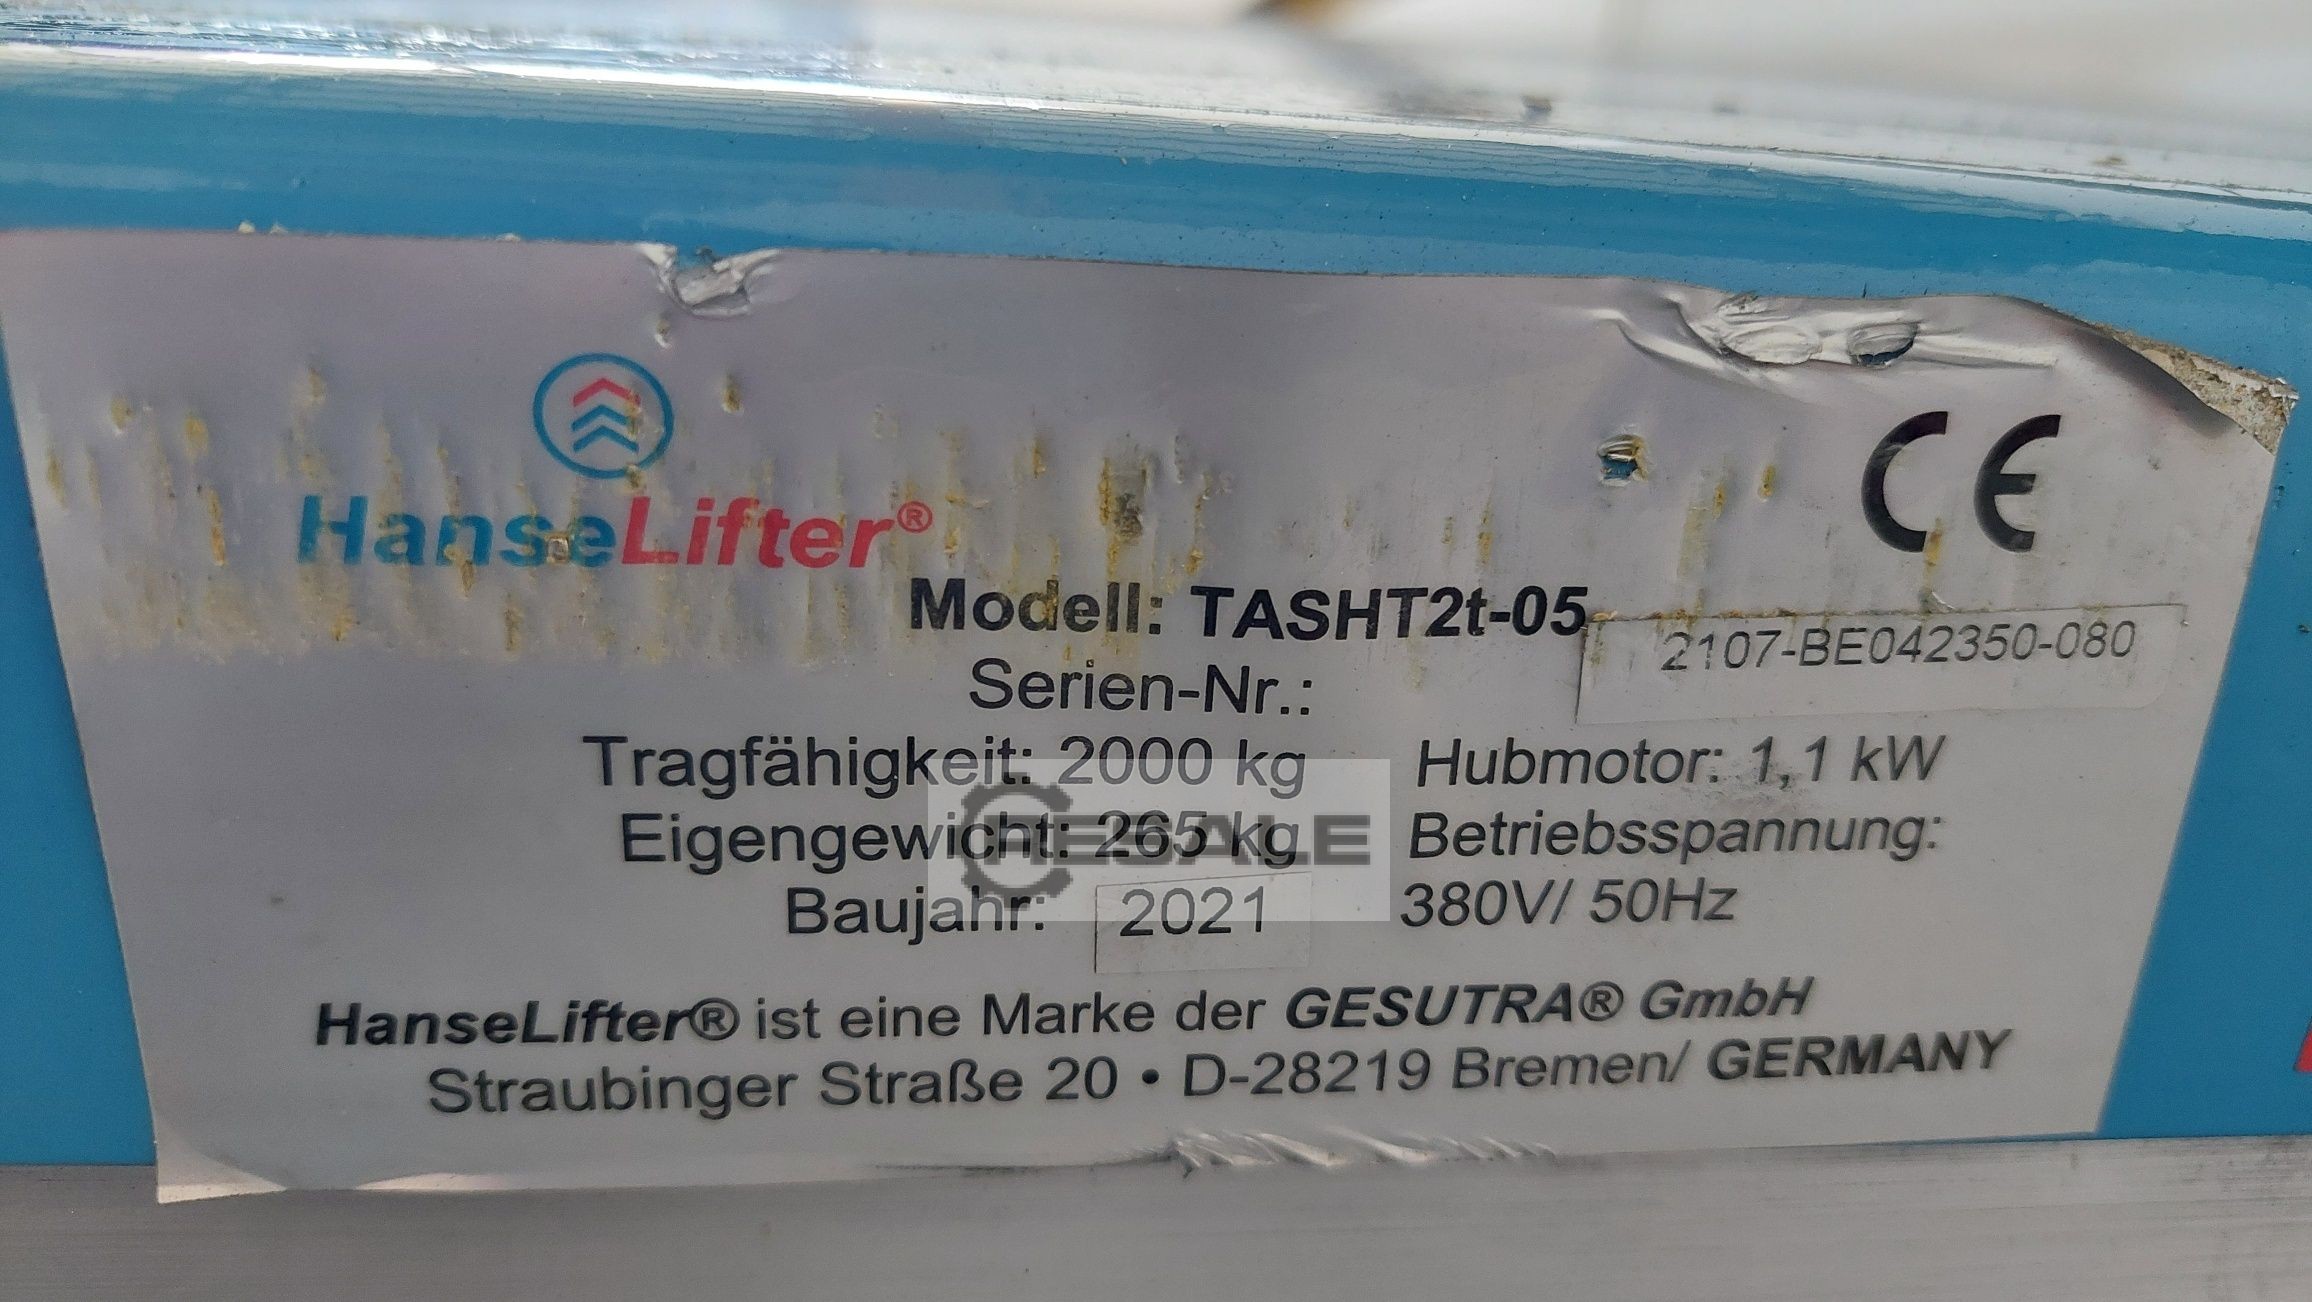 HanseLifter®
CE
Modell: TASHT2t-05
2107-BE042350-080
Serien-Nr.:
Tragfähigkeit: 2000 kg Hubmotor: 1,1 kW
Eigengewicht: 265 kg Betriebsspannung:
RESALE
Baujahr: 2021 380V/ 50Hz
HanseLifter® ist eine Marke der GESUTRA® GmbH
Straubinger Straße 20 • D-28219 Bremen/ GERMANY